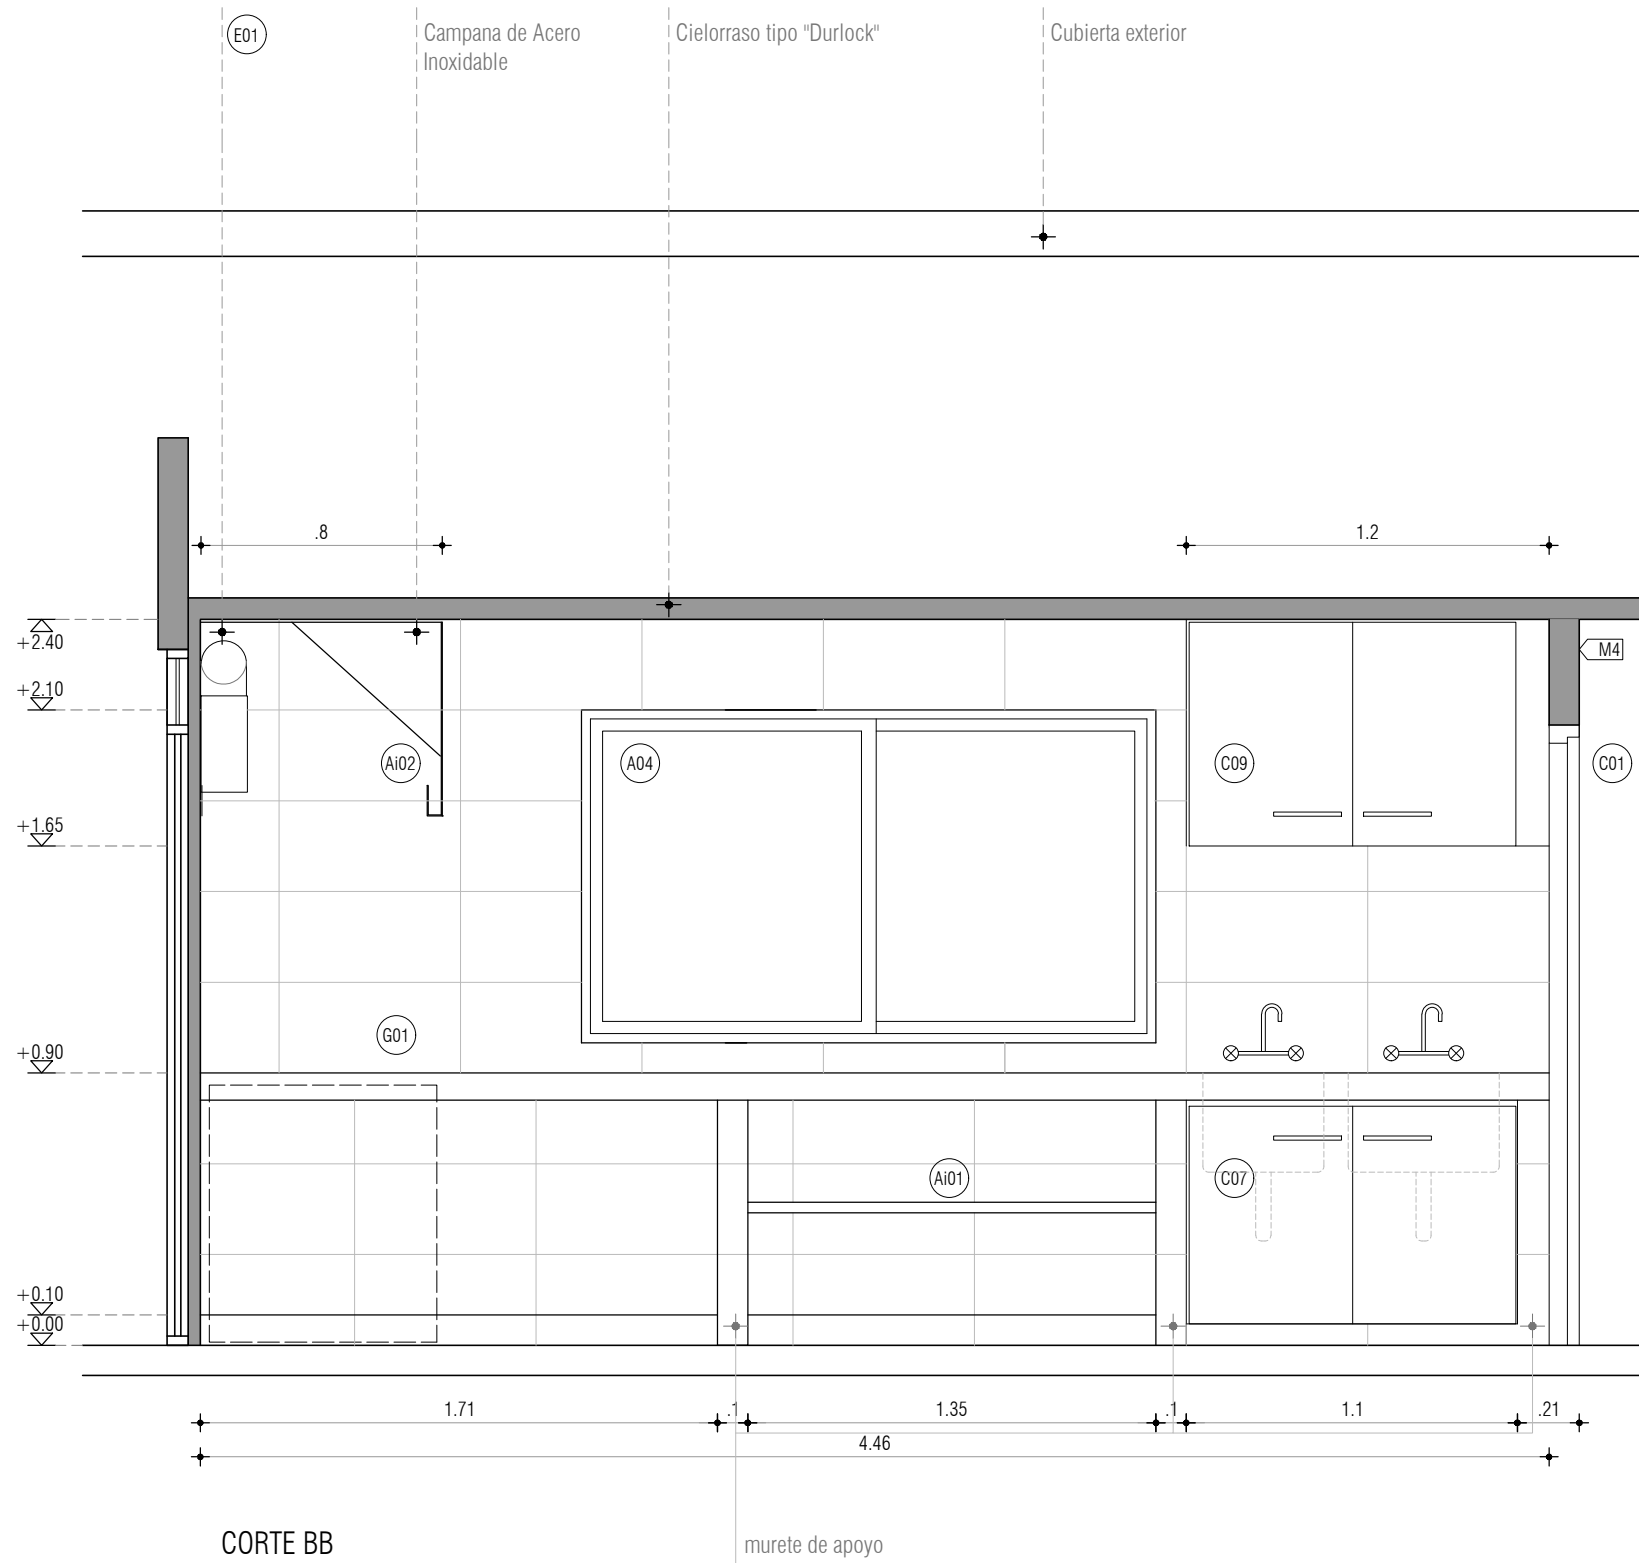 E01
Campana de Acero
Inoxidable
Cielorraso tipo "Durlock"
Cubierta exterior
.8
1.2
+2.40
M4
+2.10
Ai02
A04
C09
C01
+1.65
G01
+0.90
Ai01
C07
+0.10
+0.00
1.71
.1
1.35
.1
1.1
.21
4.46
CORTE BB
murete de apoyo